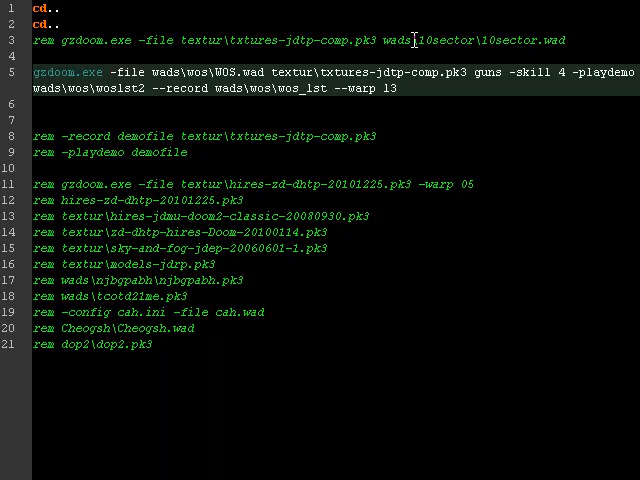 1 cd..
2 cd..
3 rem gzdoom.exe -file textur\txtures-jdtp-comp.pk3 wads\10sector\10sector.wad
4
5 gzdoom.exe -file wads\wos\WOS.wad textur\txtures-jdtp-comp.pk3 guns -skill 4 -playdemo
wads\wos\woslst2 --record wads\wos\wos_lst --warp 13
6
7
8 rem -record demofile textur\txtures-jdtp-comp.pk3
9 rem -playdemo demofile
10
11 rem gzdoom.exe -file textur\hires-zd-dhtp-20101225.pk3 -warp 05
12 rem hires-zd-dhtp-20101225.pk3
13 rem textur\hires-jdmu-doom2-classic-20080930.pk3
14 rem textur\zd-dhtp-hires-Doom-20100114.pk3
15 rem textur\sky-and-fog-jdep-20060601-1.pk3
16 rem textur\models-jdrp.pk3
17 rem wads\njbgpabh\njbgpabh.pk3
18 rem wads\tcotd21me.pk3
19 rem -config cah.ini -file cah.wad
20 rem Cheogsh\Cheogsh.wad
21 rem dop2\dop2.pk3